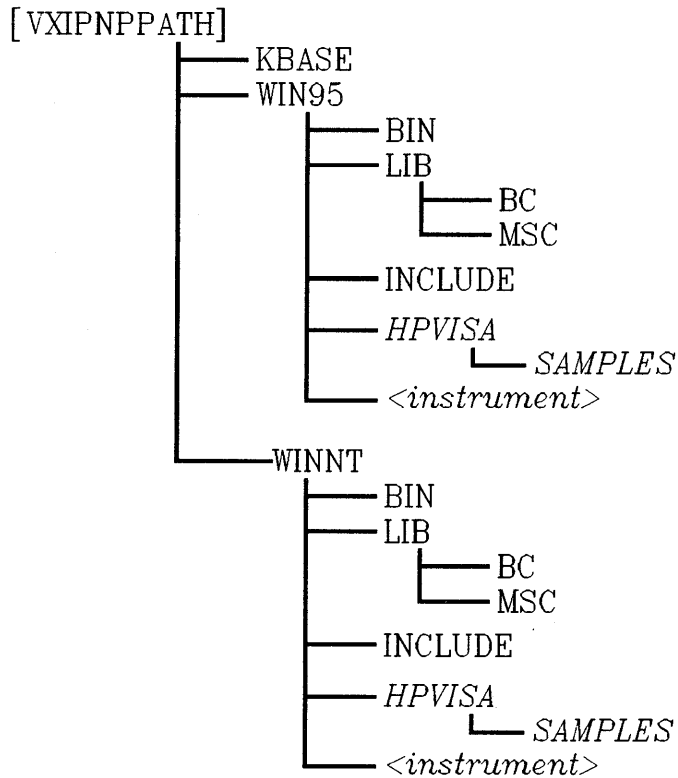 [VXIPNPPATH]
KBASE
WIN95
BIN
LIB
BC
MSC
INCLUDE
HPVISA
SAMPLES
<instrument>
WINNT
BIN
LIB
BC
MSC
INCLUDE
HPVISA
SAMPLES
<instrument>